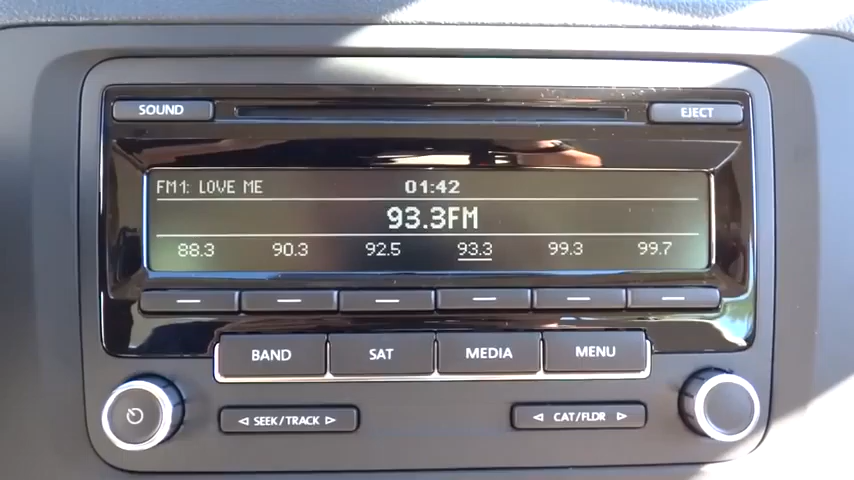 SOUND
EJECT
FM1: LOVE ME 01:42
93.3FM
88.3 90.3 92.5 93.3 99.3 99.7
BAND SAT MEDIA MENU
◁ SEEK/TRACK ▷ ◁ CAT/FLDR ▷